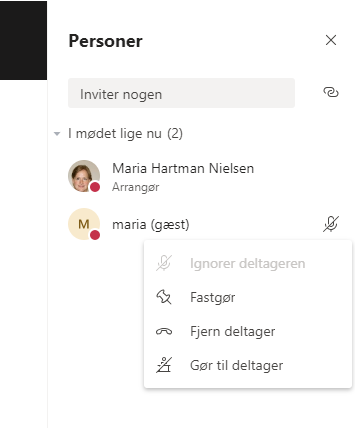 Personer
Inviter nogen
I mødet lige nu (2)
Maria Hartman Nielsen
Arrangør
M
maria (gæst)
Ignorer deltageren
Fastgør
Fjern deltager
Gør til deltager